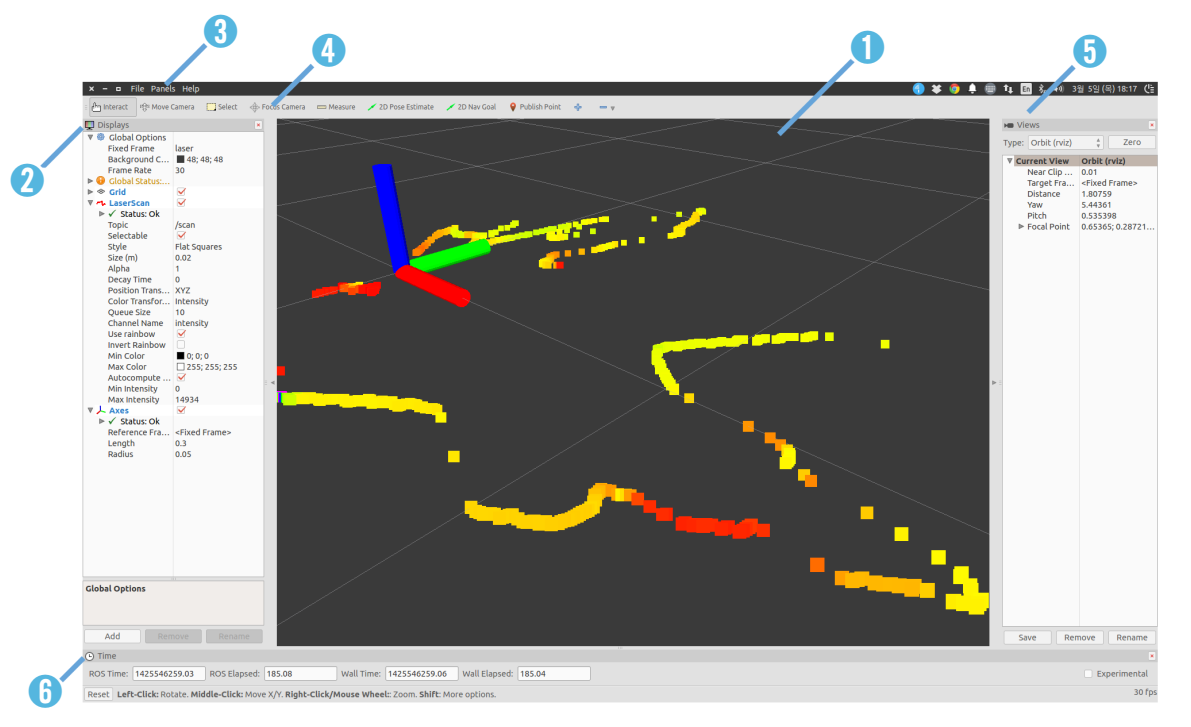 3
4
1
5
File Panels Help
En
3월 5일 (목) 18:17
Interact Move Camera Select Focus Camera Measure 2D Pose Estimate 2D Nav Goal Publish Point
2
Displays
Global Options
Fixed Frame laser
Background C... 48; 48; 48
Frame Rate 30
Global Status:...
Grid
LaserScan
Status: Ok
Topic /scan
Selectable
Style Flat Squares
Size (m) 0.02
Alpha 1
Decay Time 0
Position Trans... XYZ
Color Transfor... Intensity
Queue Size 10
Channel Name intensity
Use rainbow
Invert Rainbow
Min Color 0; 0; 0
Max Color 255; 255; 255
Autocompute ...
Min Intensity 0
Max Intensity 14934
Axes
Status: Ok
Reference Fra... <Fixed Frame>
Length 0.3
Radius 0.05
Global Options
Add Remove Rename
Views
Type: Orbit (rviz) Zero
Current View Orbit (rviz)
Near Clip ... 0.01
Target Fra... <Fixed Frame>
Distance 1.80759
Yaw 5.44361
Pitch 0.535398
Focal Point 0.65365; 0.28721...
Save Remove Rename
6
Time
ROS Time: 1425546259.03 ROS Elapsed: 185.08 Wall Time: 1425546259.06 Wall Elapsed: 185.04 Experimental
Reset Left-Click: Rotate. Middle-Click: Move X/Y. Right-Click/Mouse Wheel:: Zoom. Shift: More options. 30 fps